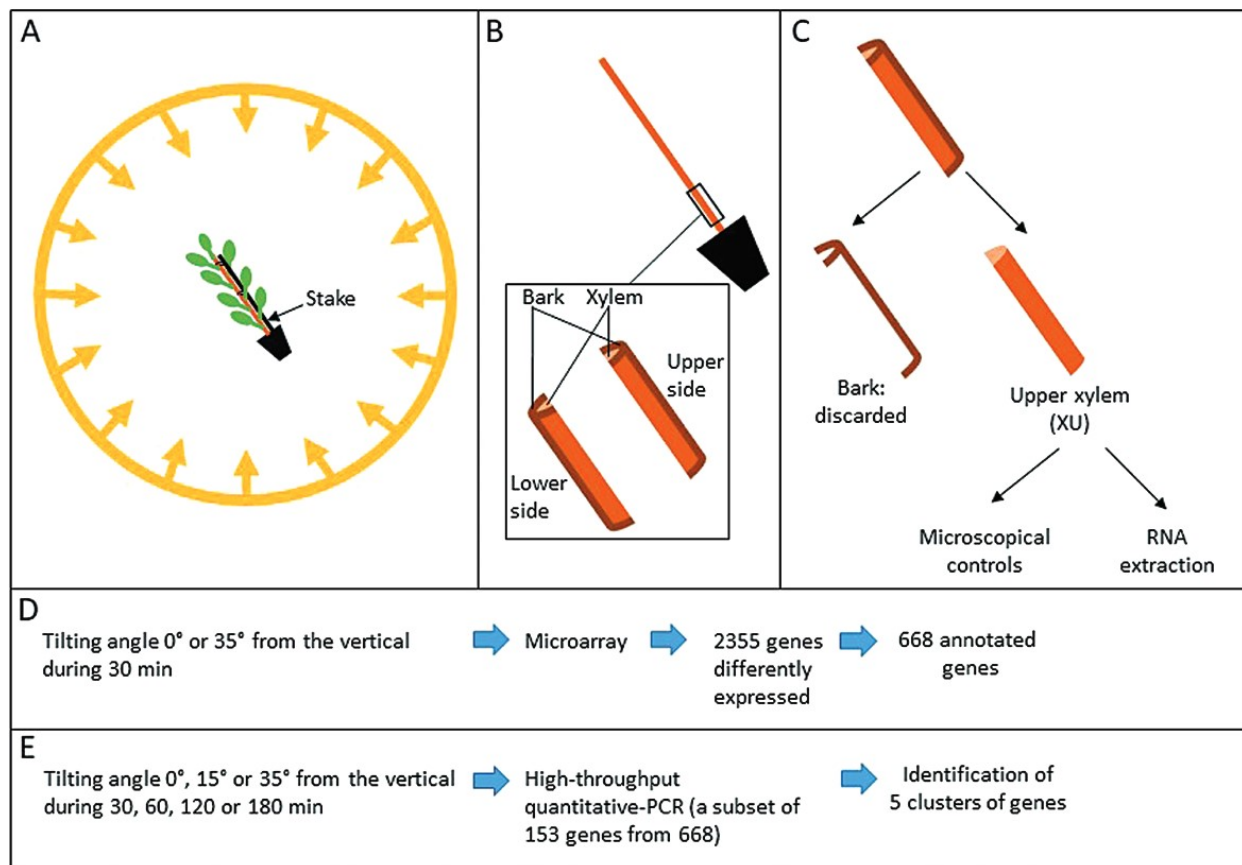 A
Stake
B
Bark Xylem
Upper
side
Lower
side
C
Bark:
discarded
Upper xylem
(XU)
Microscopical
controls
RNA
extraction
D
Tilting angle 0° or 35° from the vertical
during 30 min
Microarray
2355 genes
differently
expressed
668 annotated
genes
E
Tilting angle 0°, 15° or 35° from the vertical
during 30, 60, 120 or 180 min
High-throughput
quantitative-PCR (a subset of
153 genes from 668)
Identification of
5 clusters of genes